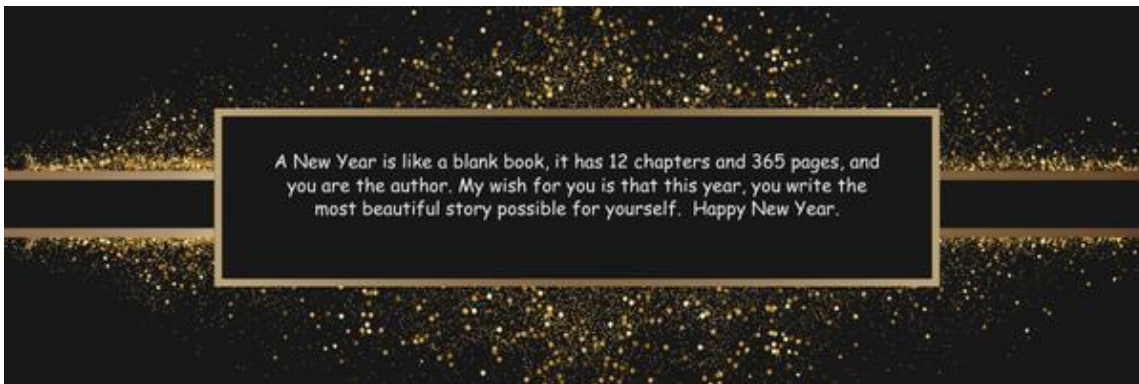 A New Year is like a blank book, it has 12 chapters and 365 pages, and
you are the author. My wish for you is that this year, you write the
most beautiful story possible for yourself.  Happy New Year.